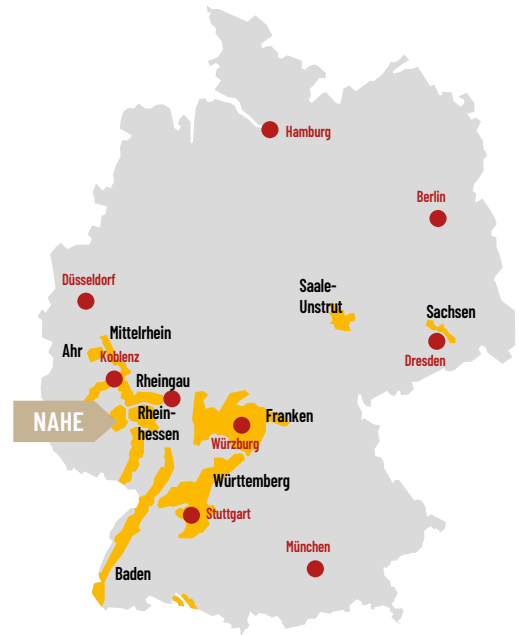 Hamburg
Berlin
Düsseldorf
Saale-
Unstrut
Sachsen
Mittelrhein
Ahr
Koblenz
Dresden
Rheingau
NAHE
Rhein-
hessen
Franken
Würzburg
Württemberg
Stuttgart
München
Baden